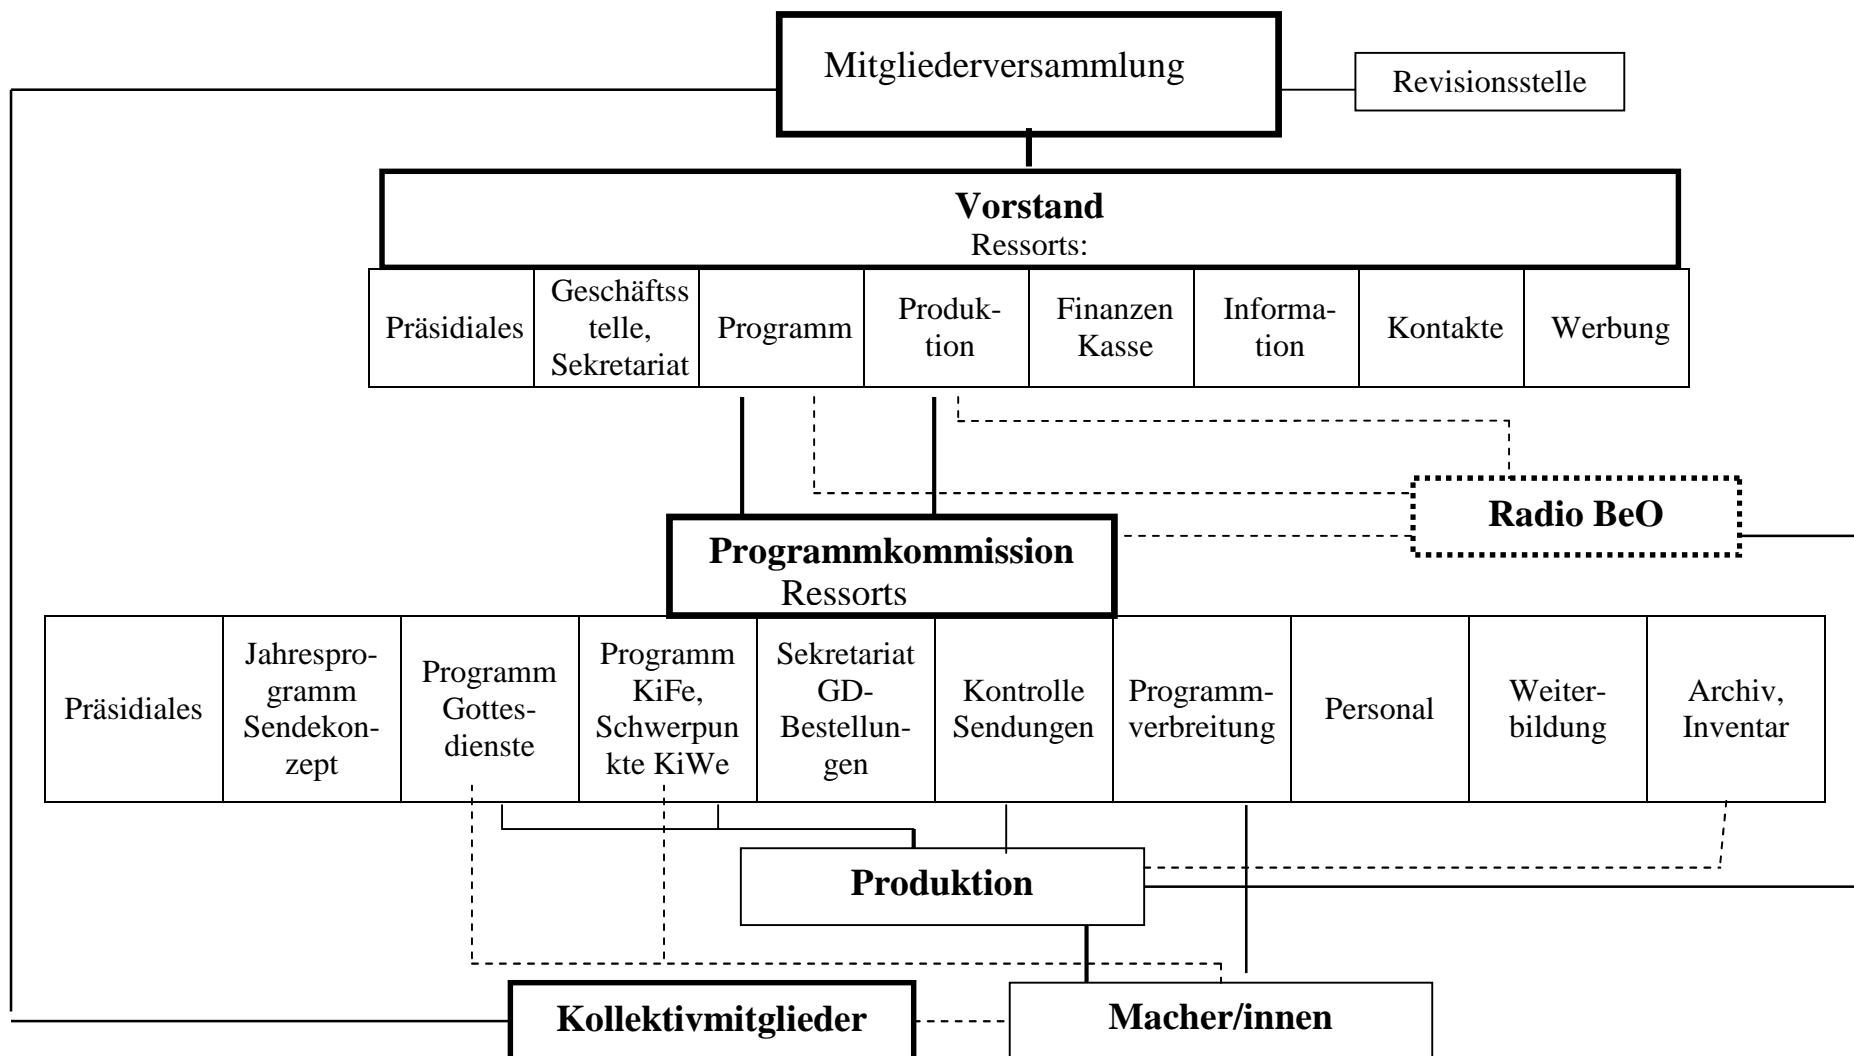 Mitgliederversammlung
Revisionsstelle
Vorstand
Ressorts:
Präsidiales
Geschäftss
telle,
Sekretariat
Programm
Produk-
tion
Finanzen
Kasse
Informa-
tion
Kontakte
Werbung
Radio BeO
Programmkommission
Ressorts
Präsidiales
Jahrespro-
gramm
Sendekon-
zept
Programm
Gottes-
dienste
Programm
KiFe,
Schwerpun
kte KiWe
Sekretariat
GD-
Bestellun-
gen
Kontrolle
Sendungen
Programm-
verbreitung
Personal
Weiter-
bildung
Archiv,
Inventar
Produktion
Kollektivmitglieder
Macher/innen